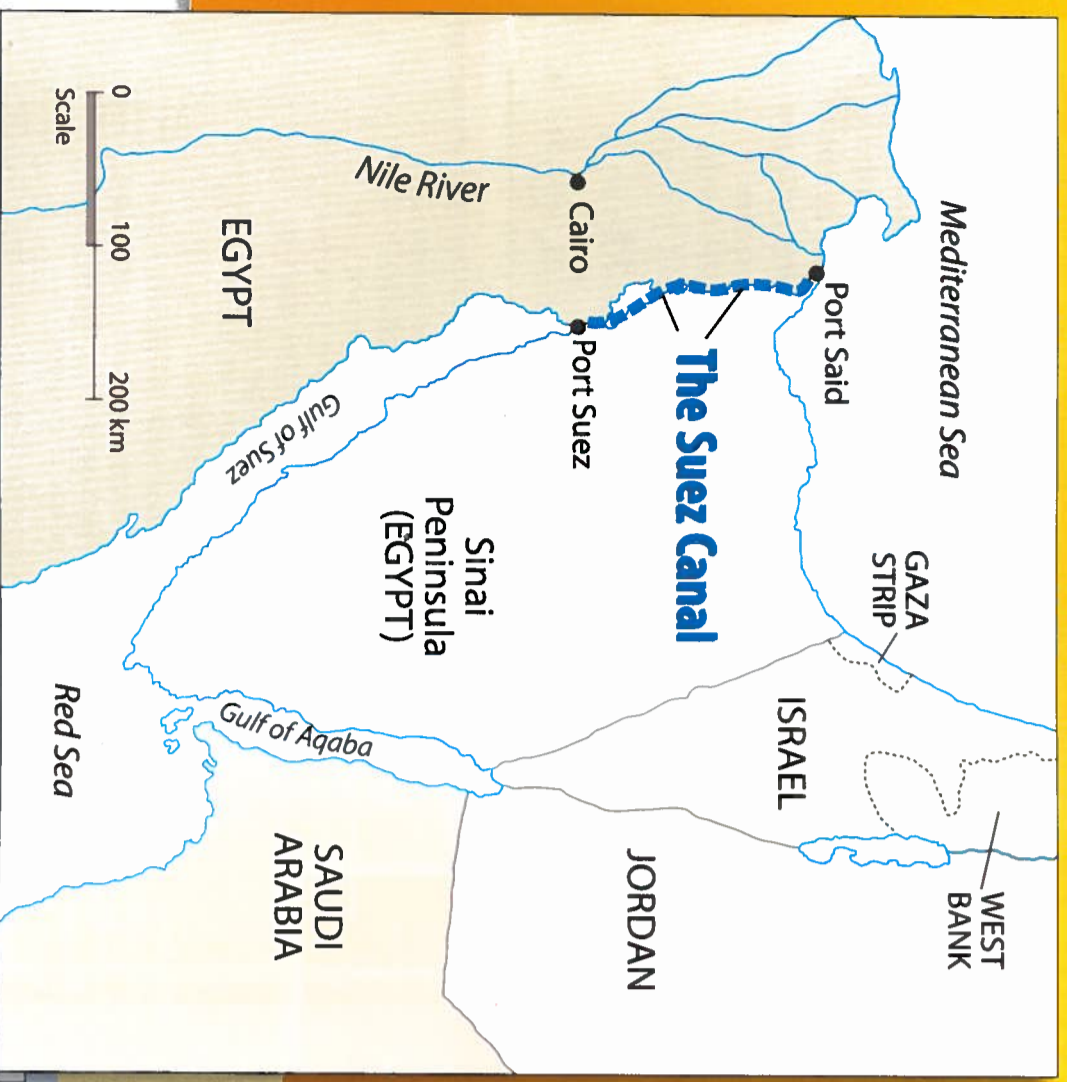 Mediterranean Sea
WEST
BANK
GAZA
STRIP
Port Said
ISRAEL
The Suez Canal
JORDAN
Cairo
Port Suez
Sinai
Peninsula
(EGYPT)
Nile River
SAUDI
ARABIA
Gulf of Suez
Gulf of Aqaba
EGYPT
0 100 200 km
Scale
Red Sea